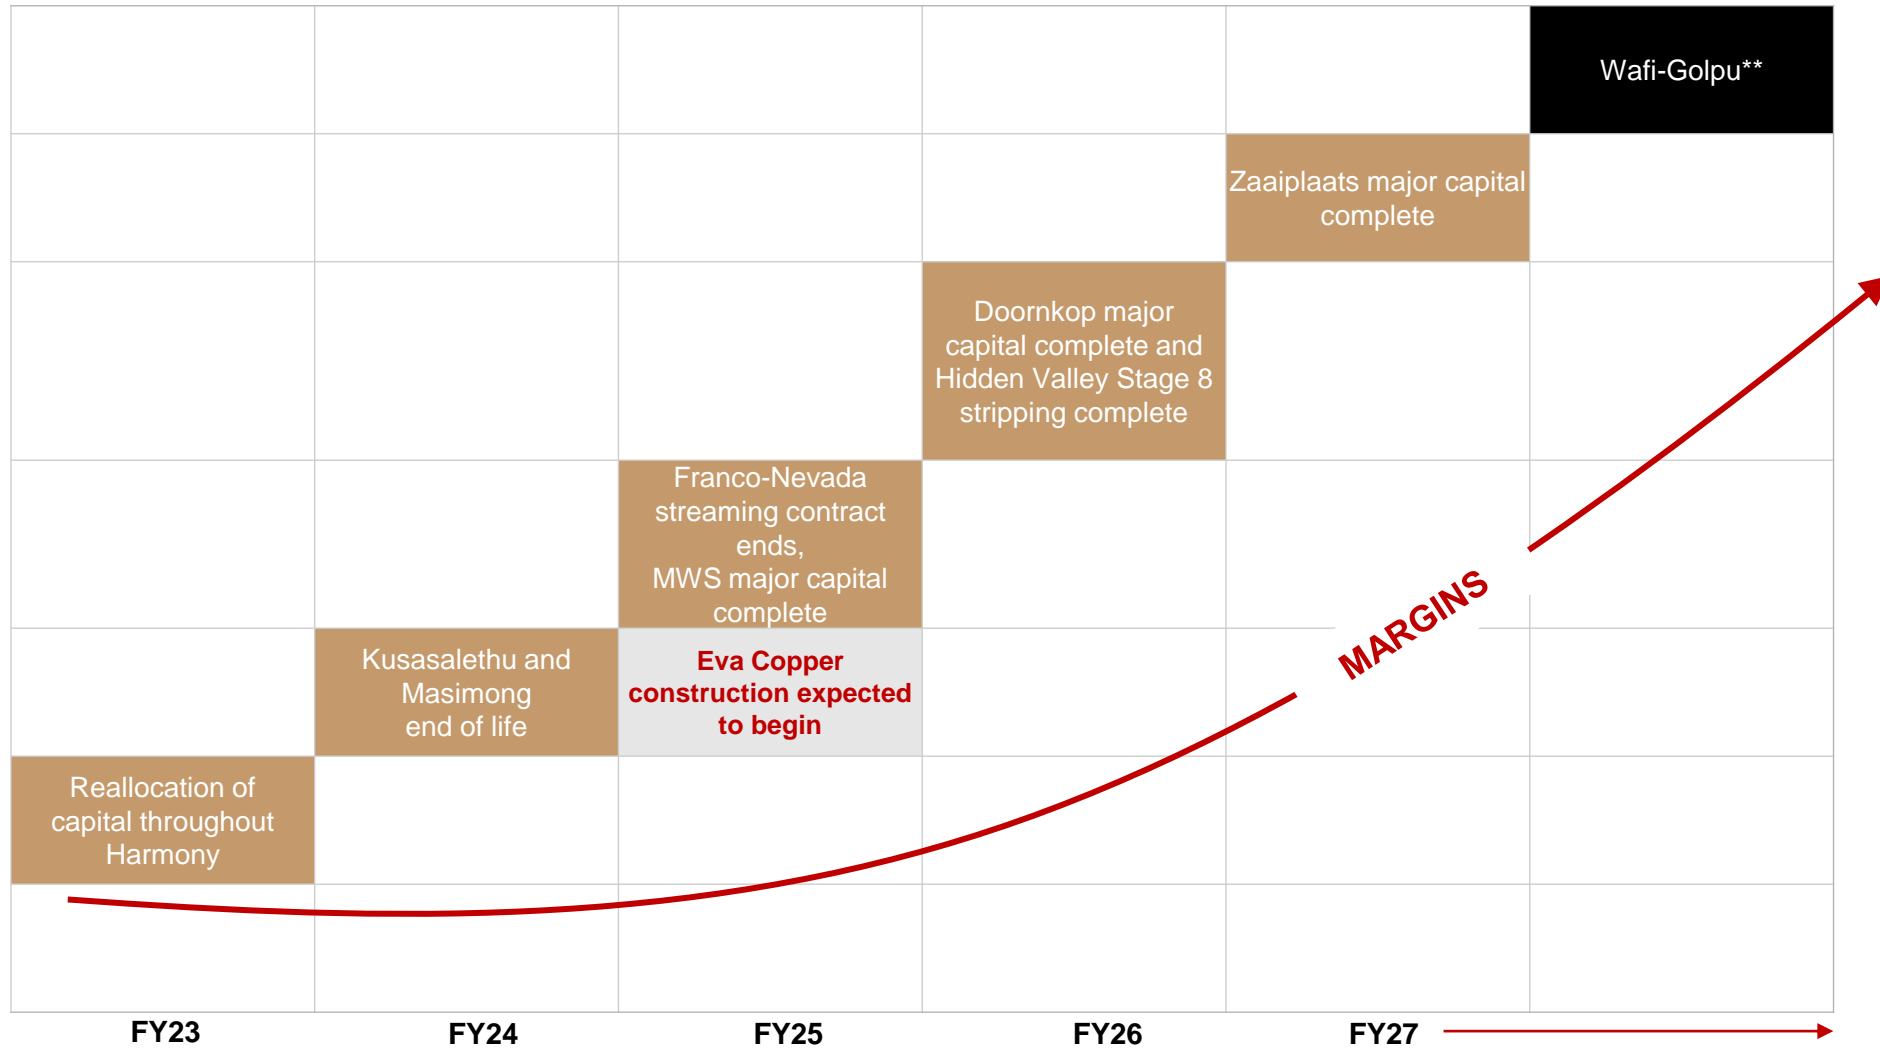 Wafi-Golpu**
Zaaiplaats major capital
complete
Doornkop major
capital complete and
Hidden Valley Stage 8
stripping complete
Franco-Nevada
streaming contract
ends,
MWS major capital
complete
MARGINS
Kusasalethu and
Masimong
end of life
Eva Copper
construction expected
to begin
Reallocation of
capital throughout
Harmony
FY23
FY24
FY25
FY26
FY27